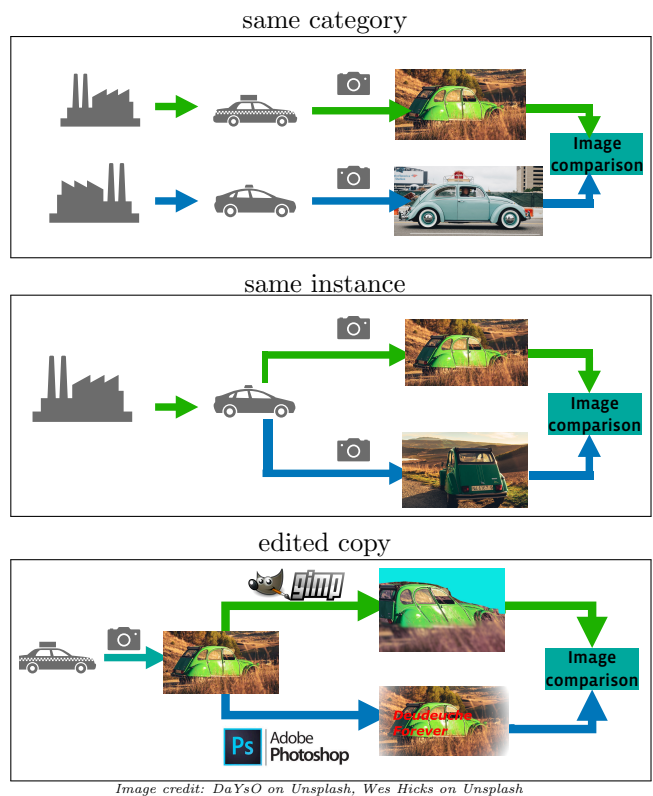 same category
Image
comparison
same instance
Image
comparison
edited copy
gimp
Deudeuche
Forever
Image
comparison
Ps
Adobe
Photoshop
Image credit: DaYsO on Unsplash, Wes Hicks on Unsplash